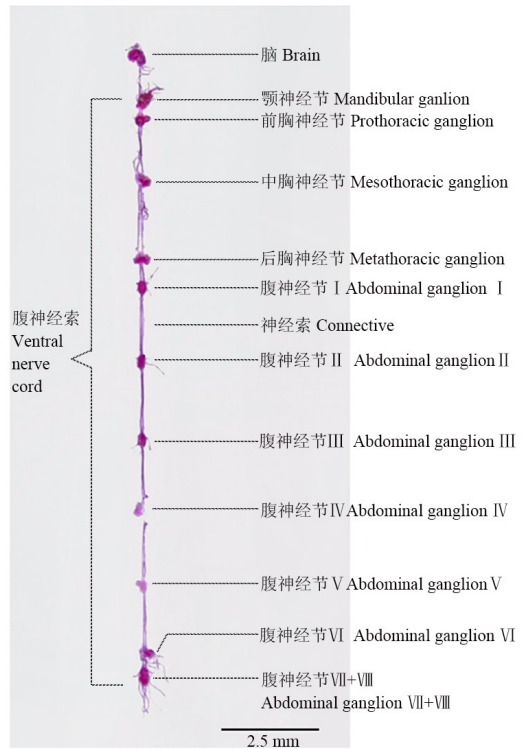 脑 Brain
颚神经节 Mandibular ganlion
前胸神经节 Prothoracic ganglion
中胸神经节 Mesothoracic ganglion
后胸神经节 Metathoracic ganglion
腹神经节Ⅰ Abdominal ganglion Ⅰ
腹神经索
Ventral
nerve
cord
神经索 Connective
腹神经节Ⅱ Abdominal ganglionⅡ
腹神经节Ⅲ Abdominal ganglion Ⅲ
腹神经节Ⅳ Abdominal ganglion Ⅳ
腹神经节Ⅴ Abdominal ganglionⅤ
腹神经节Ⅵ Abdominal ganglion Ⅵ
腹神经节Ⅶ+Ⅷ
Abdominal ganglion Ⅶ+Ⅷ
2.5 mm